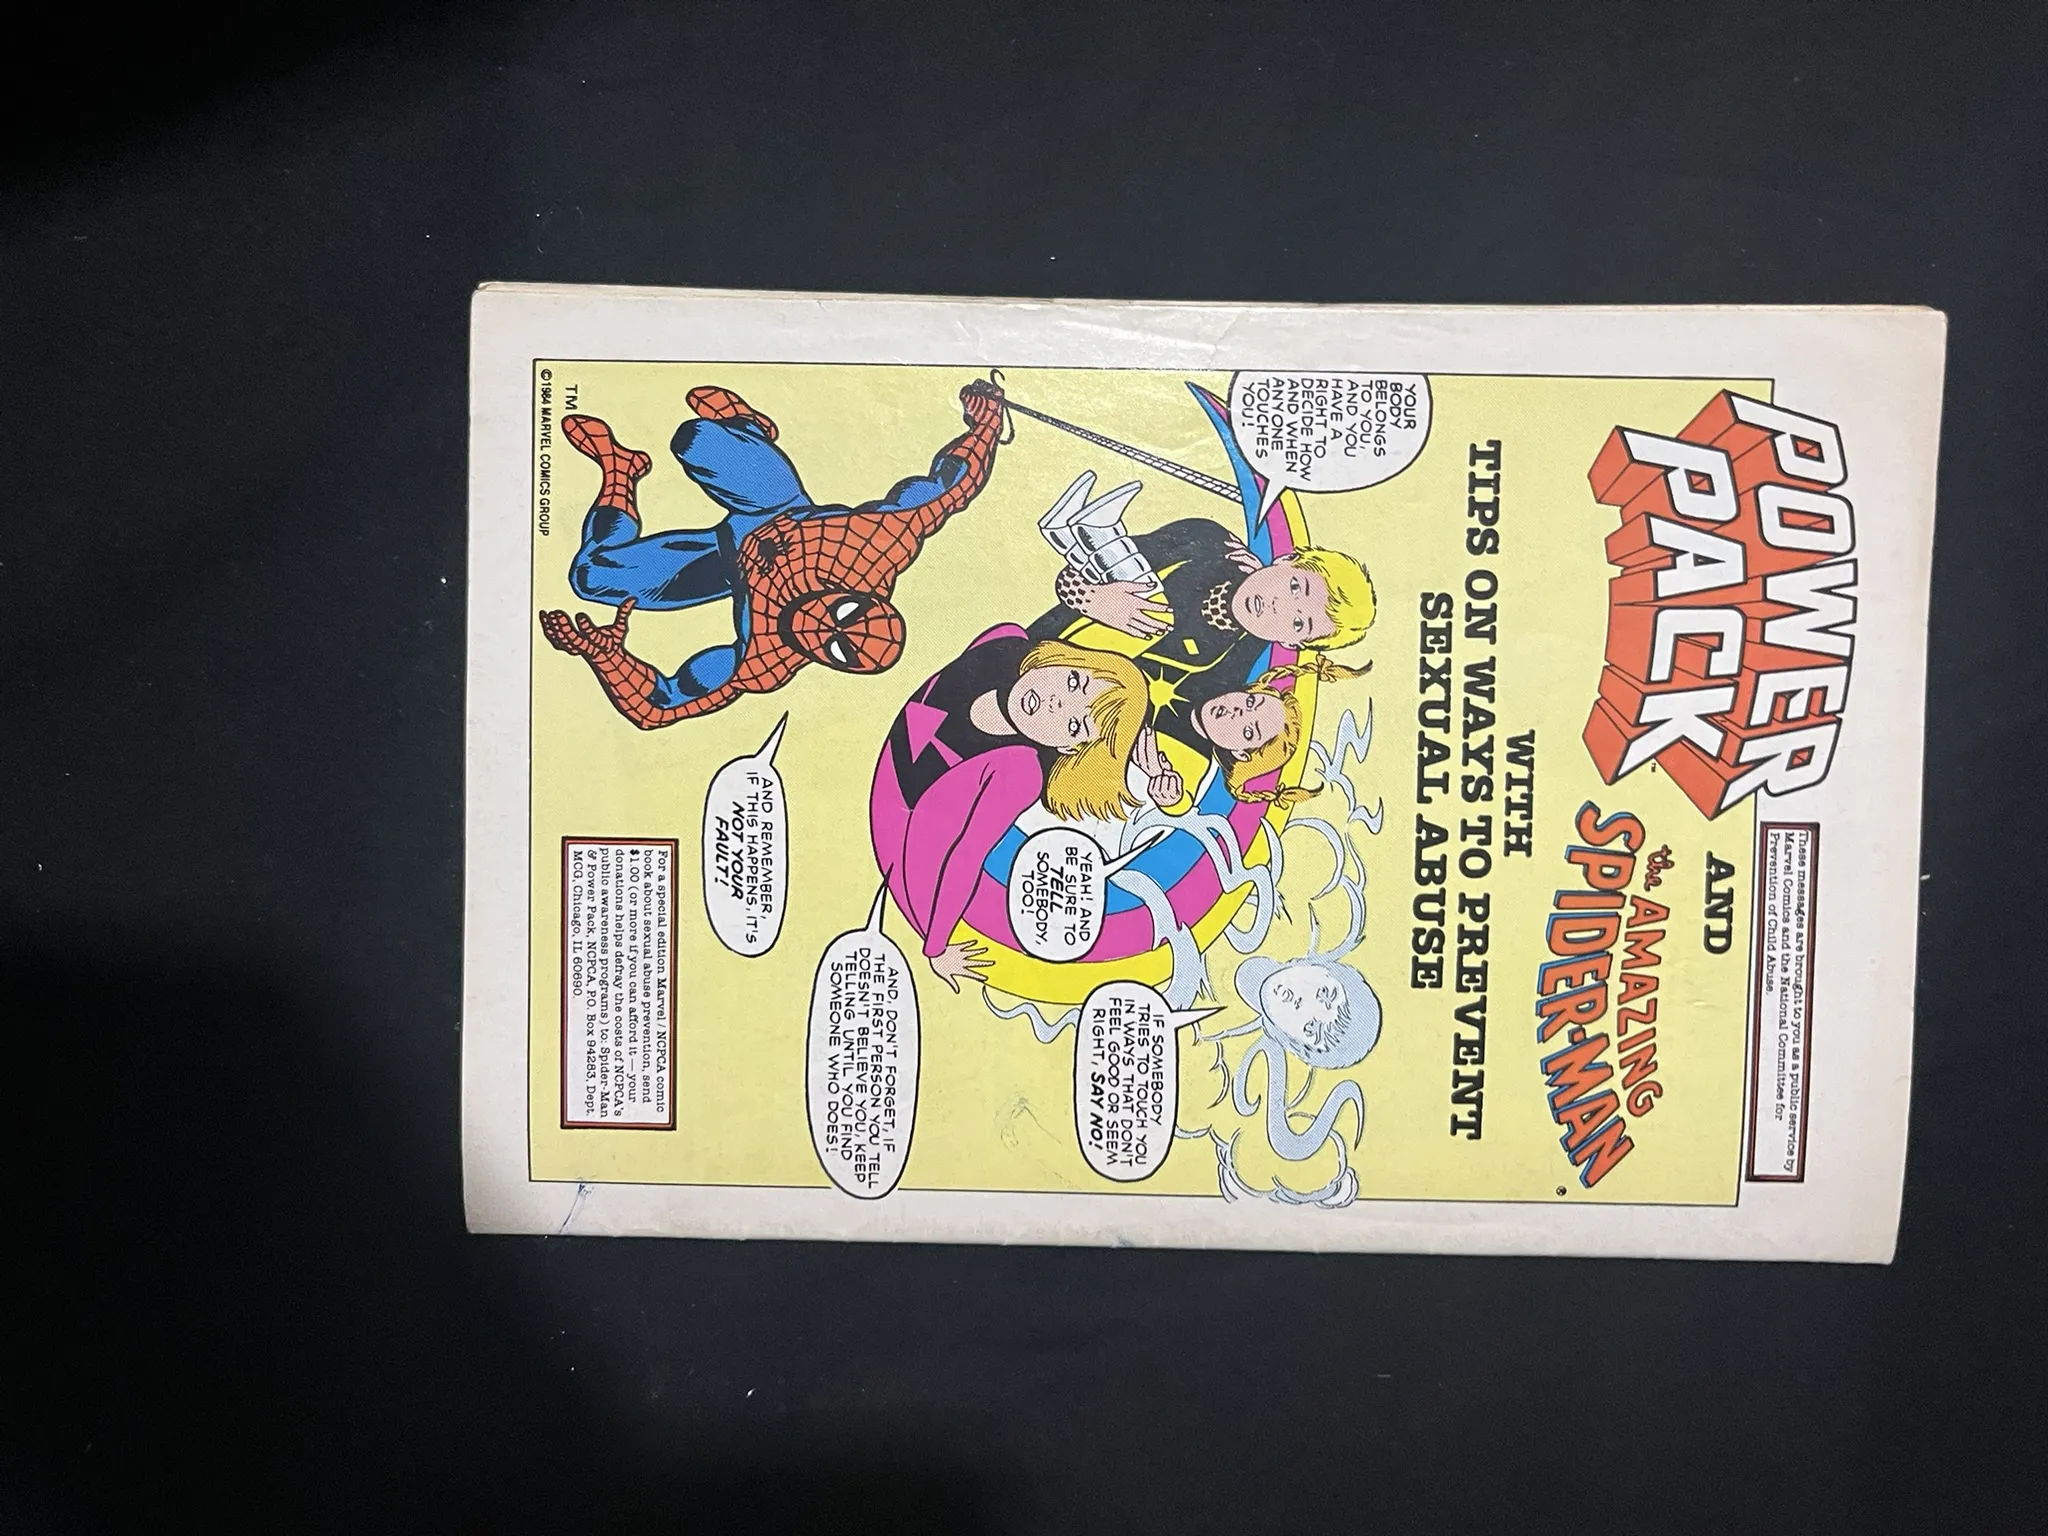 These messages are brought to you as a public service by
Marvel Comics and the National Committee for
Prevention of Child Abuse.
POWER
PACK
™
AND
the AMAZING
SPIDER-MAN
®
WITH
TIPS ON WAYS TO PREVENT
SEXUAL ABUSE
YOUR
BODY
BELONGS
TO YOU,
AND YOU
HAVE A
RIGHT TO
DECIDE HOW
AND WHEN
ANYONE
TOUCHES
YOU!
IF SOMEBODY
TRIES TO TOUCH YOU
IN WAYS THAT DON'T
FEEL GOOD OR SEEM
RIGHT, SAY NO!
YEAH! AND
BE SURE TO
TELL
SOMEBODY,
TOO!
AND, DON'T FORGET, IF
THE FIRST PERSON YOU TELL
DOESN'T BELIEVE YOU, KEEP
TELLING UNTIL YOU FIND
SOMEONE WHO DOES!
AND REMEMBER,
IF THIS HAPPENS, IT'S
NOT YOUR
FAULT!
For a special edition Marvel/NCPCA comic
book about sexual abuse prevention, send
$1.00 (or more if you can afford it — your
donations helps defray the costs of NCPCA's
public awareness programs) to: Spider-Man
& Power Pack, NCPCA, P.O. Box 94283, Dept.
MCG, Chicago, IL 60690.
TM
©1984 MARVEL COMICS GROUP